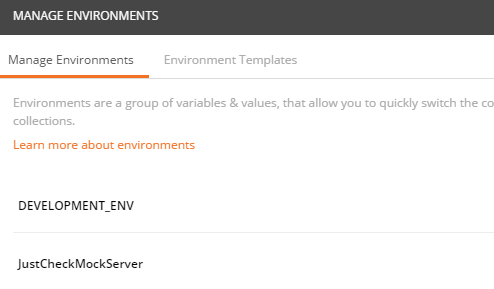 MANAGE ENVIRONMENTS
Manage Environments
Environment Templates
Environments are a group of variables & values, that allow you to quickly switch the co
collections.
Learn more about environments
DEVELOPMENT_ENV
JustCheckMockServer